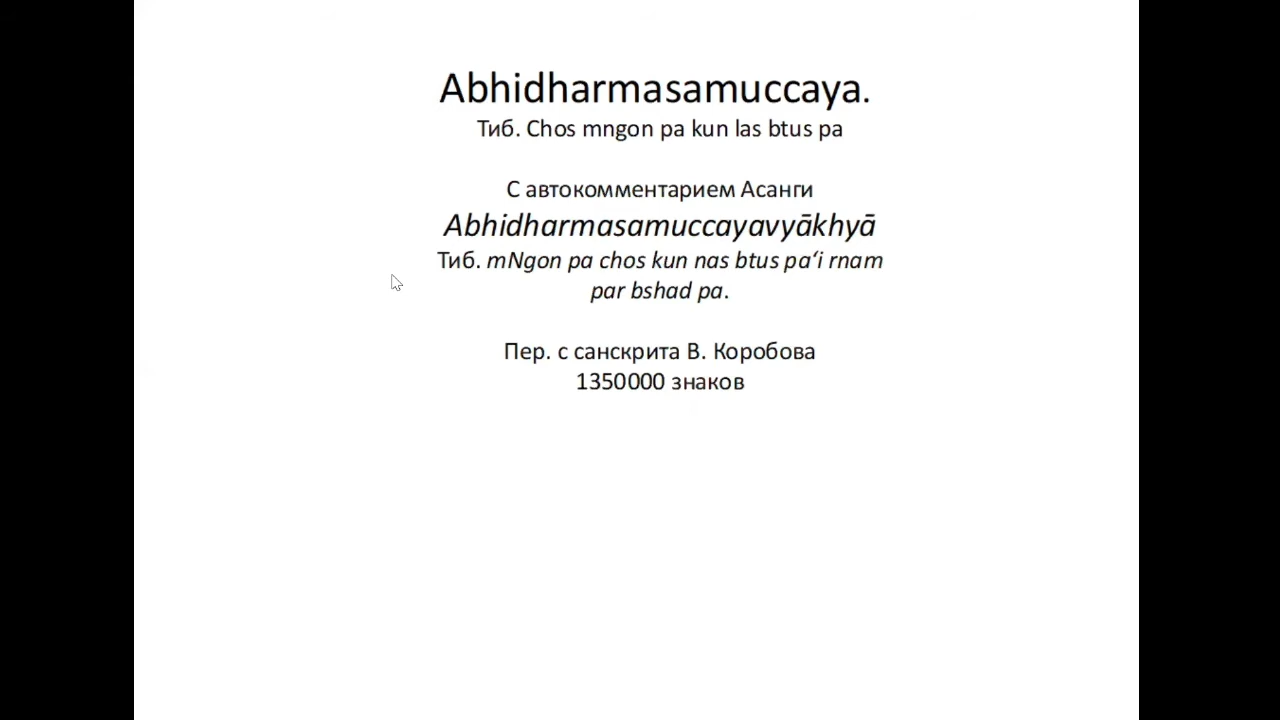 Abhidharmasamuccaya.
Тиб. Chos mngon pa kun las btus pa
С автокомментарием Асанги
Abhidharmasamuccayavyākhyā
Тиб. mNgon pa chos kun nas btus pa‘i rnam
par bshad pa.
Пер. с санскрита В. Коробова
1350000 знаков